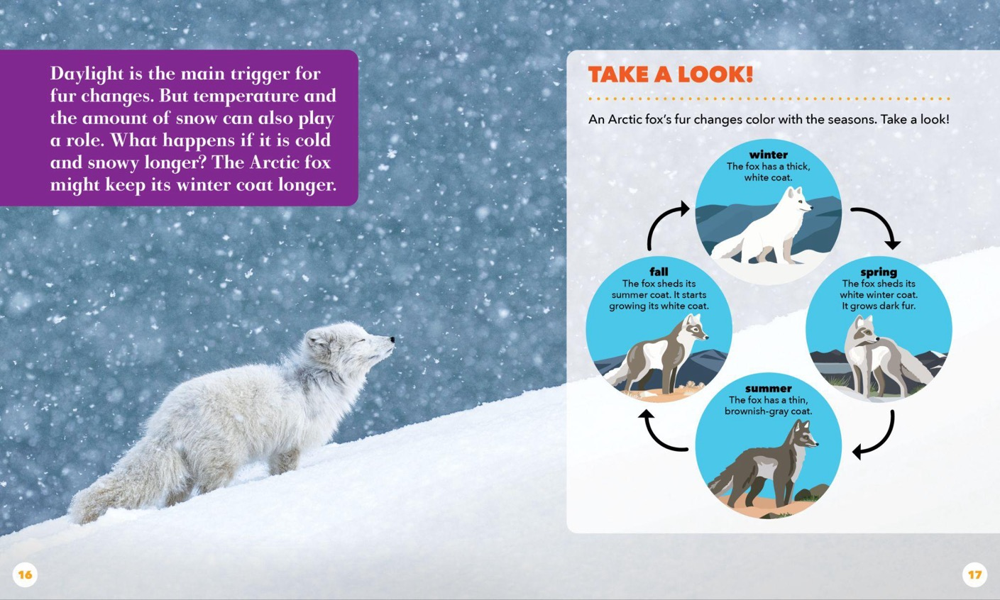 Daylight is the main trigger for
fur changes. But temperature and
the amount of snow can also play
a role. What happens if it is cold
and snowy longer? The Arctic fox
might keep its winter coat longer.
16
TAKE A LOOK!
An Arctic fox’s fur changes color with the seasons. Take a look!
winter
The fox has a thick,
white coat.
spring
The fox sheds its
white winter coat.
It grows dark fur.
summer
The fox has a thin,
brownish-gray coat.
fall
The fox sheds its
summer coat. It starts
growing its white coat.
17